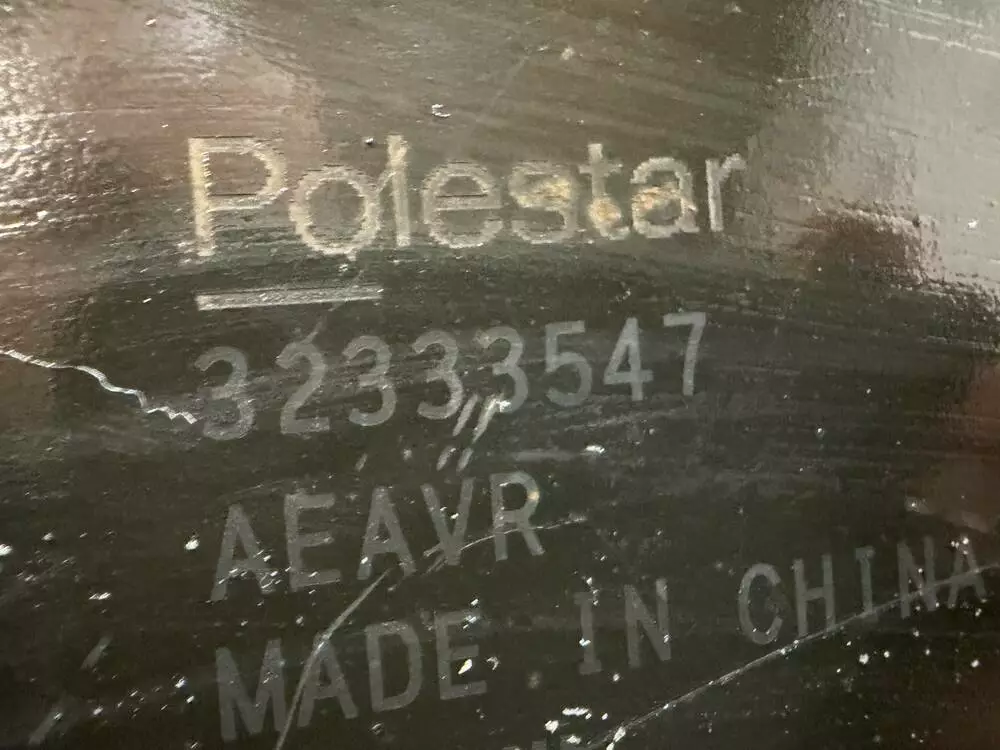 Polestar
32333547
AEAVR
MADE IN CHINA